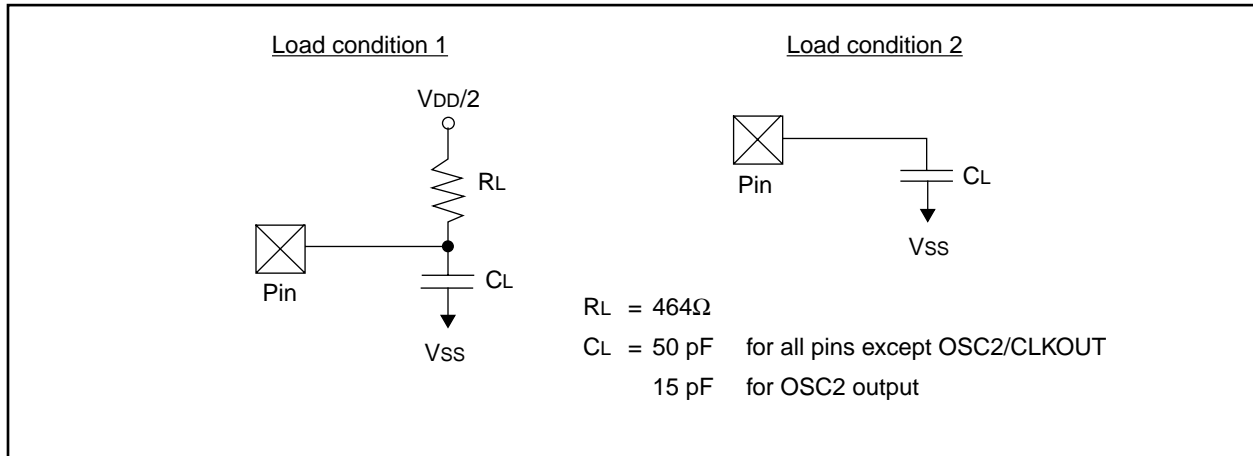 Load condition 1
VDD/2
RL
Pin
CL
VSS
Load condition 2
Pin
CL
VSS
RL = 464Ω
CL = 50 pF for all pins except OSC2/CLKOUT
15 pF for OSC2 output